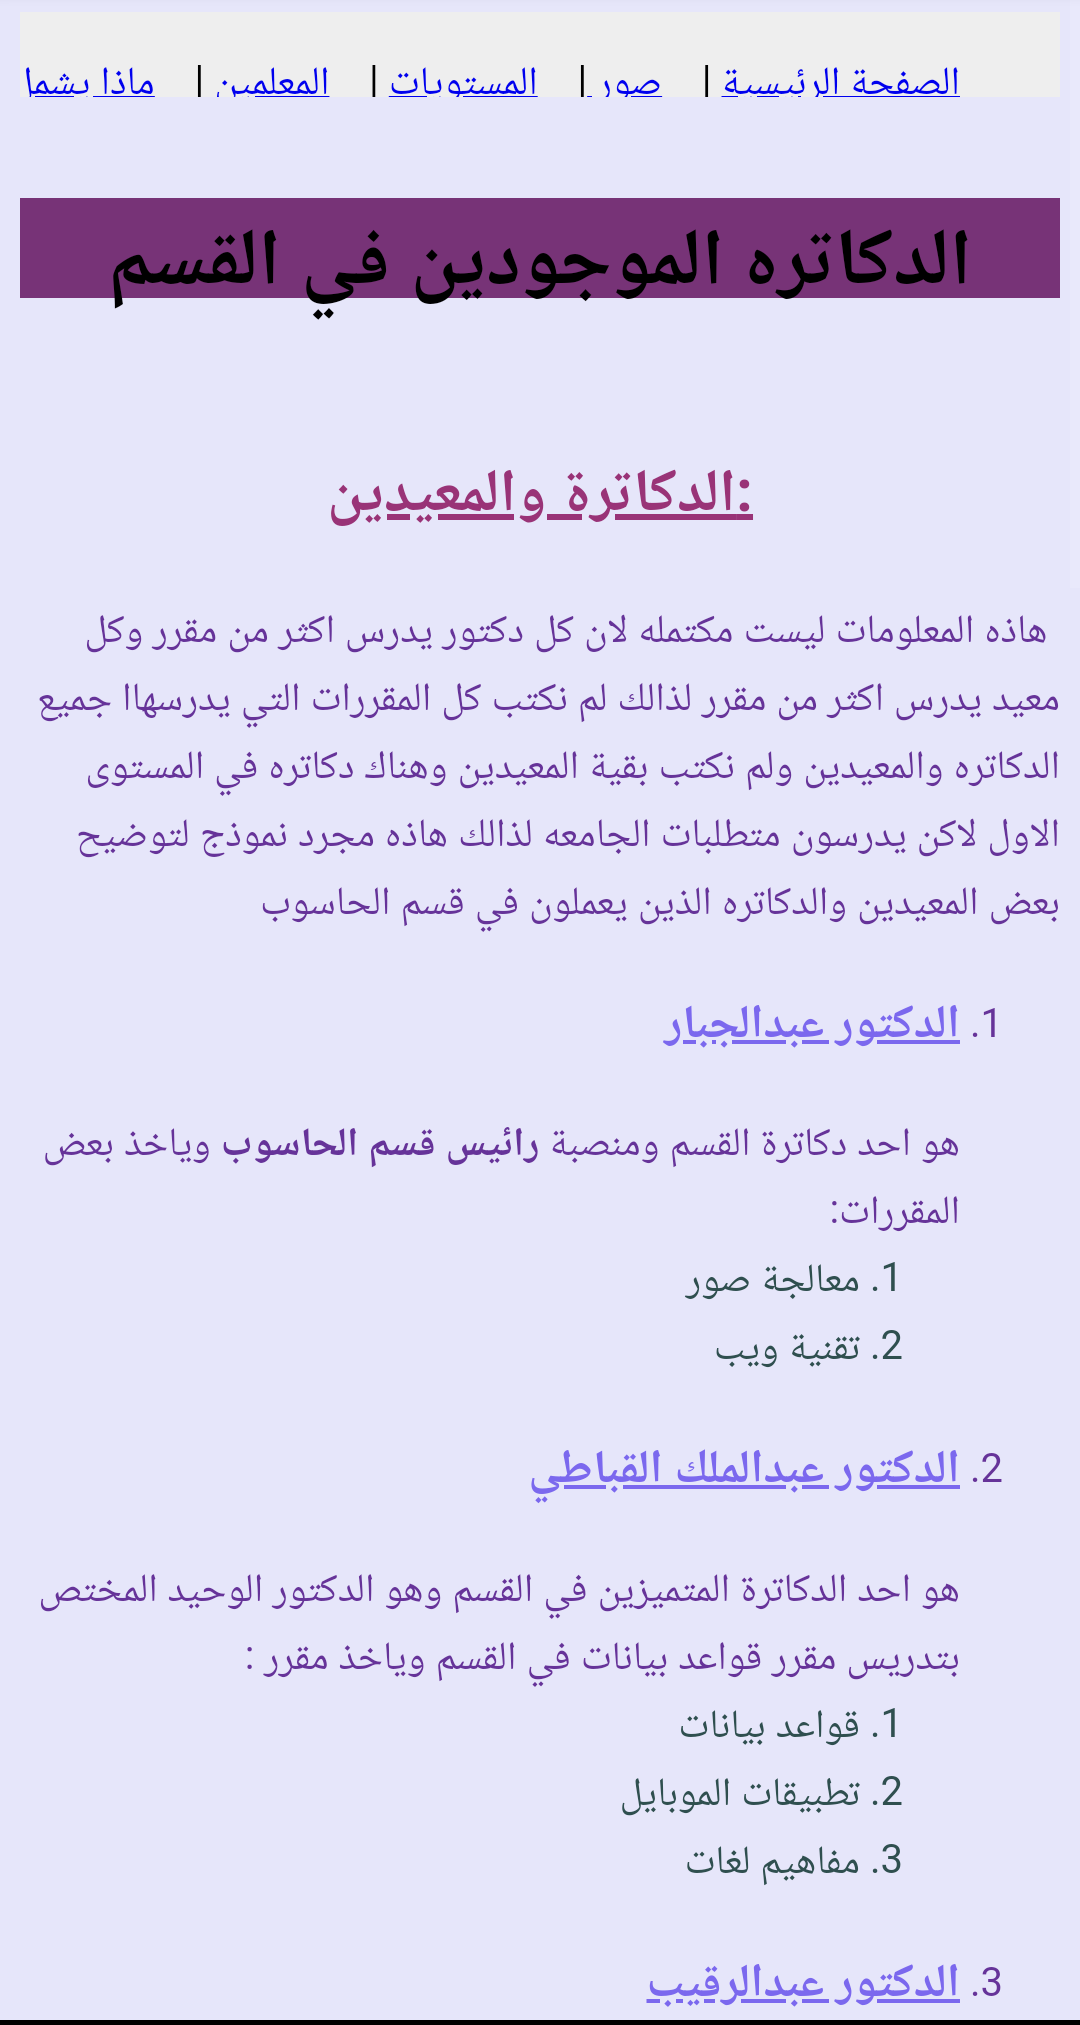 الصفحة الرئيسية | صور | المستويات | المعلمين | ماذا يشمل
الدكاتره الموجودين في القسم
:الدكاترة والمعيدين
هاذه المعلومات ليست مكتمله لان كل دكتور يدرس اكثر من مقرر وكل
معيد يدرس اكثر من مقرر لذالك لم نكتب كل المقررات التي يدرسهاا جميع
الدكاتره والمعيدين ولم نكتب بقية المعيدين وهناك دكاتره في المستوى
الاول لاكن يدرسون متطلبات الجامعه لذالك هاذه مجرد نموذج لتوضيح
بعض المعيدين والدكاتره الذين يعملون في قسم الحاسوب
1. الدكتور عبدالجبار
هو احد دكاترة القسم ومنصبة رائيس قسم الحاسوب وياخذ بعض
المقررات:
1. معالجة صور
2. تقنية ويب
2. الدكتور عبدالملك القباطي
هو احد الدكاترة المتميزين في القسم وهو الدكتور الوحيد المختص
بتدريس مقرر قواعد بيانات في القسم وياخذ مقرر :
1. قواعد بيانات
2. تطبيقات الموبايل
3. مفاهيم لغات
3. الدكتور عبدالرقيب